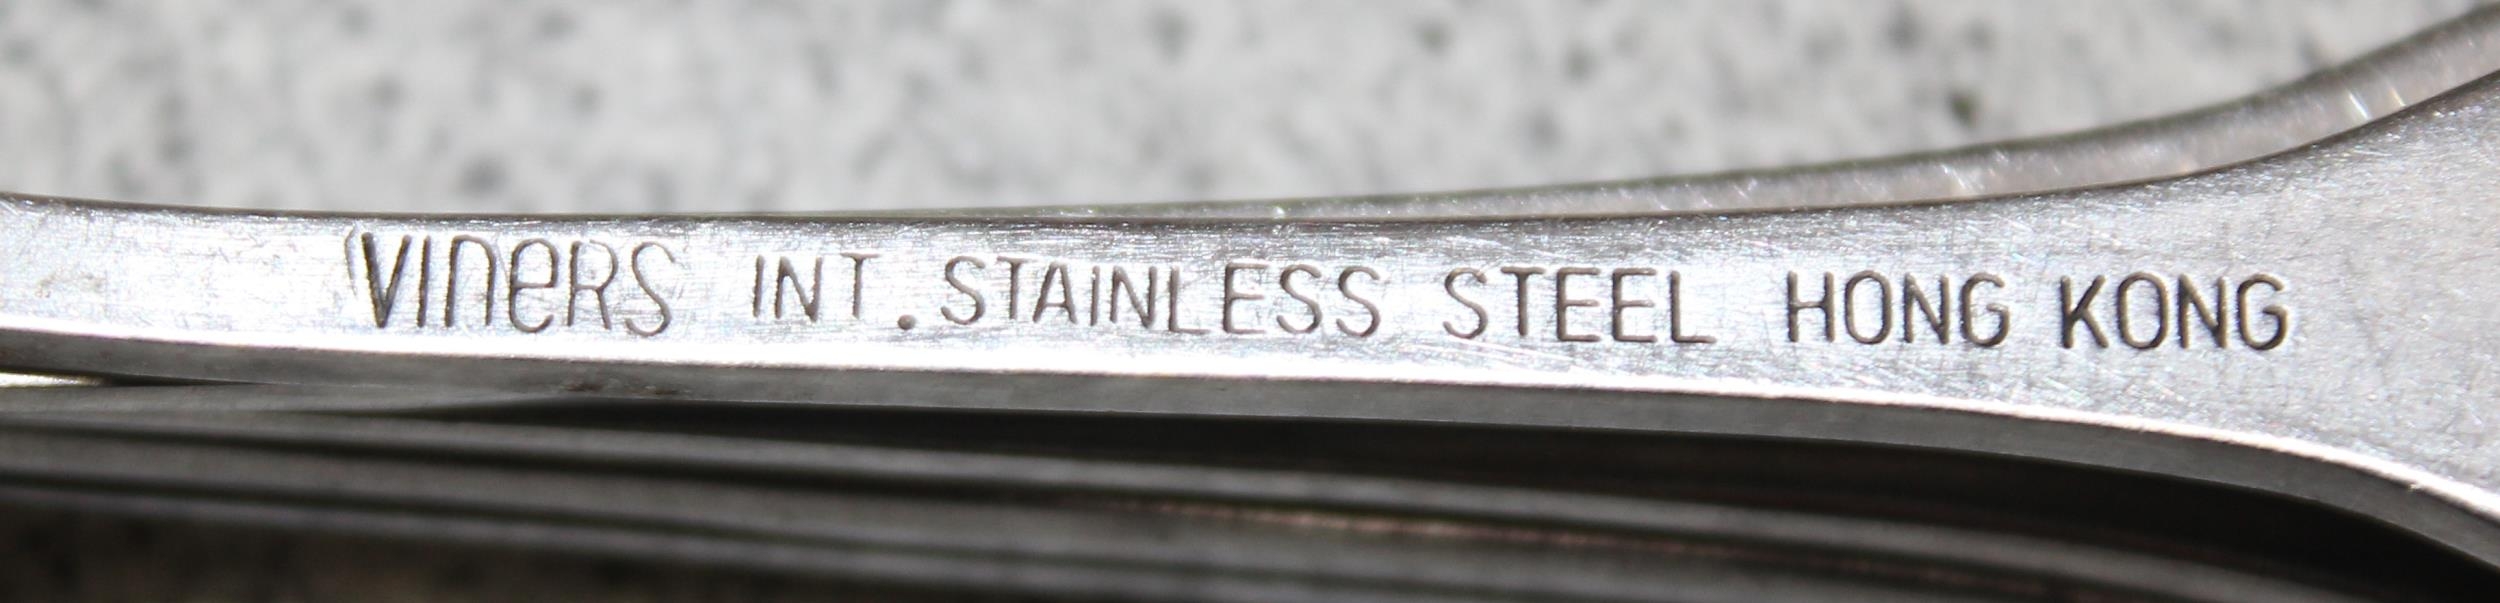 VINERS INT. STAINLESS STEEL HONG KONG